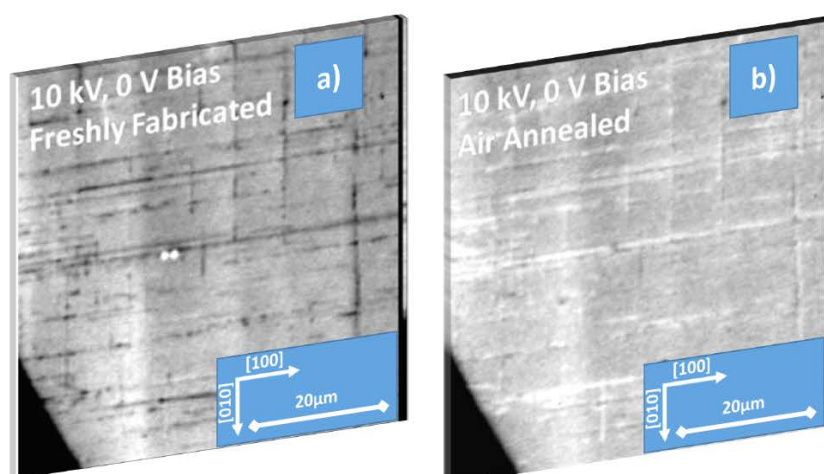 10 kV, 0 V Bias
Freshly Fabricated
a)
[100]
[010]
20μm
10 kV, 0 V Bias
Air Annealed
b)
[100]
[010]
20μm